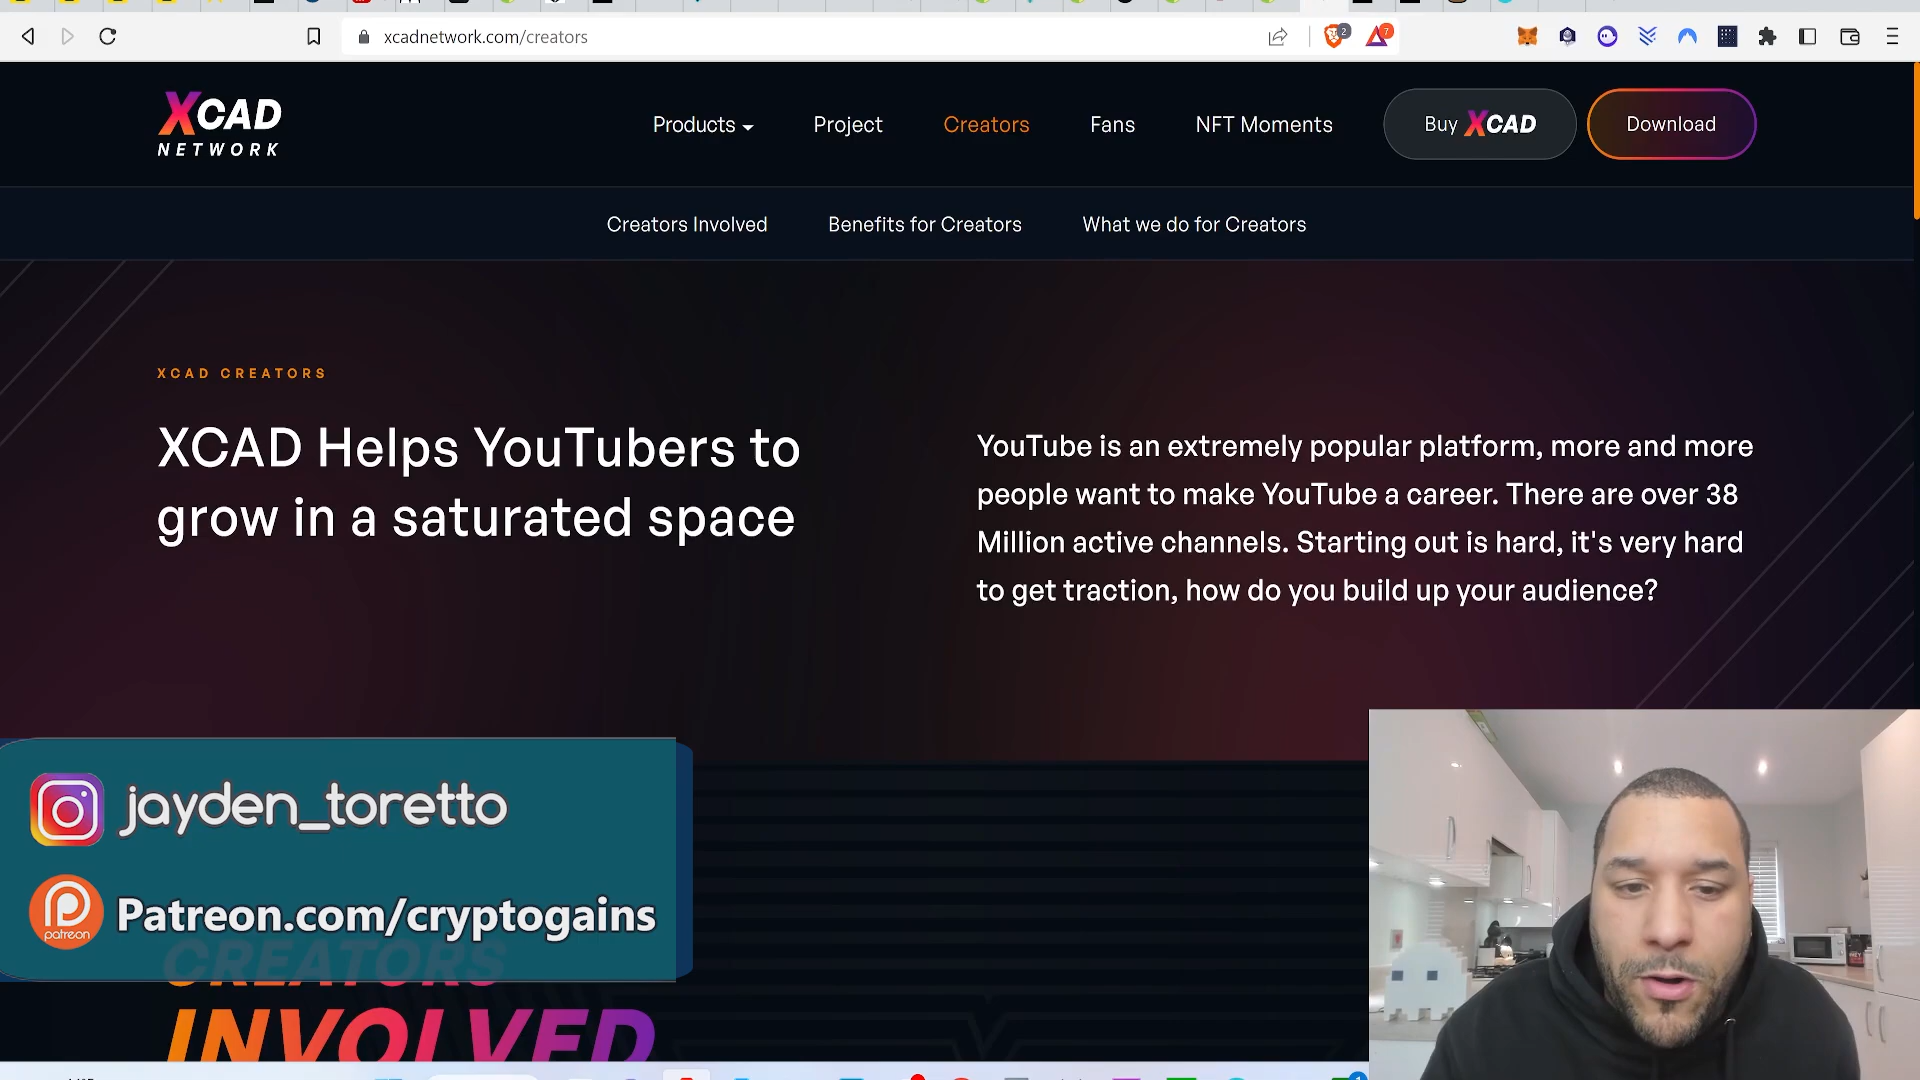 xcadnetwork.com/creators
2
7
XCAD
NETWORK
Products
Project
Creators
Fans
NFT Moments
Buy XCAD
Download
Creators Involved
Benefits for Creators
What we do for Creators
XCAD CREATORS
XCAD Helps YouTubers to
grow in a saturated space
YouTube is an extremely popular platform, more and more
people want to make YouTube a career. There are over 38
Million active channels. Starting out is hard, it's very hard
to get traction, how do you build up your audience?
jayden_toretto
patreon
Patreon.com/cryptogains
CREATORS
INVOLVED